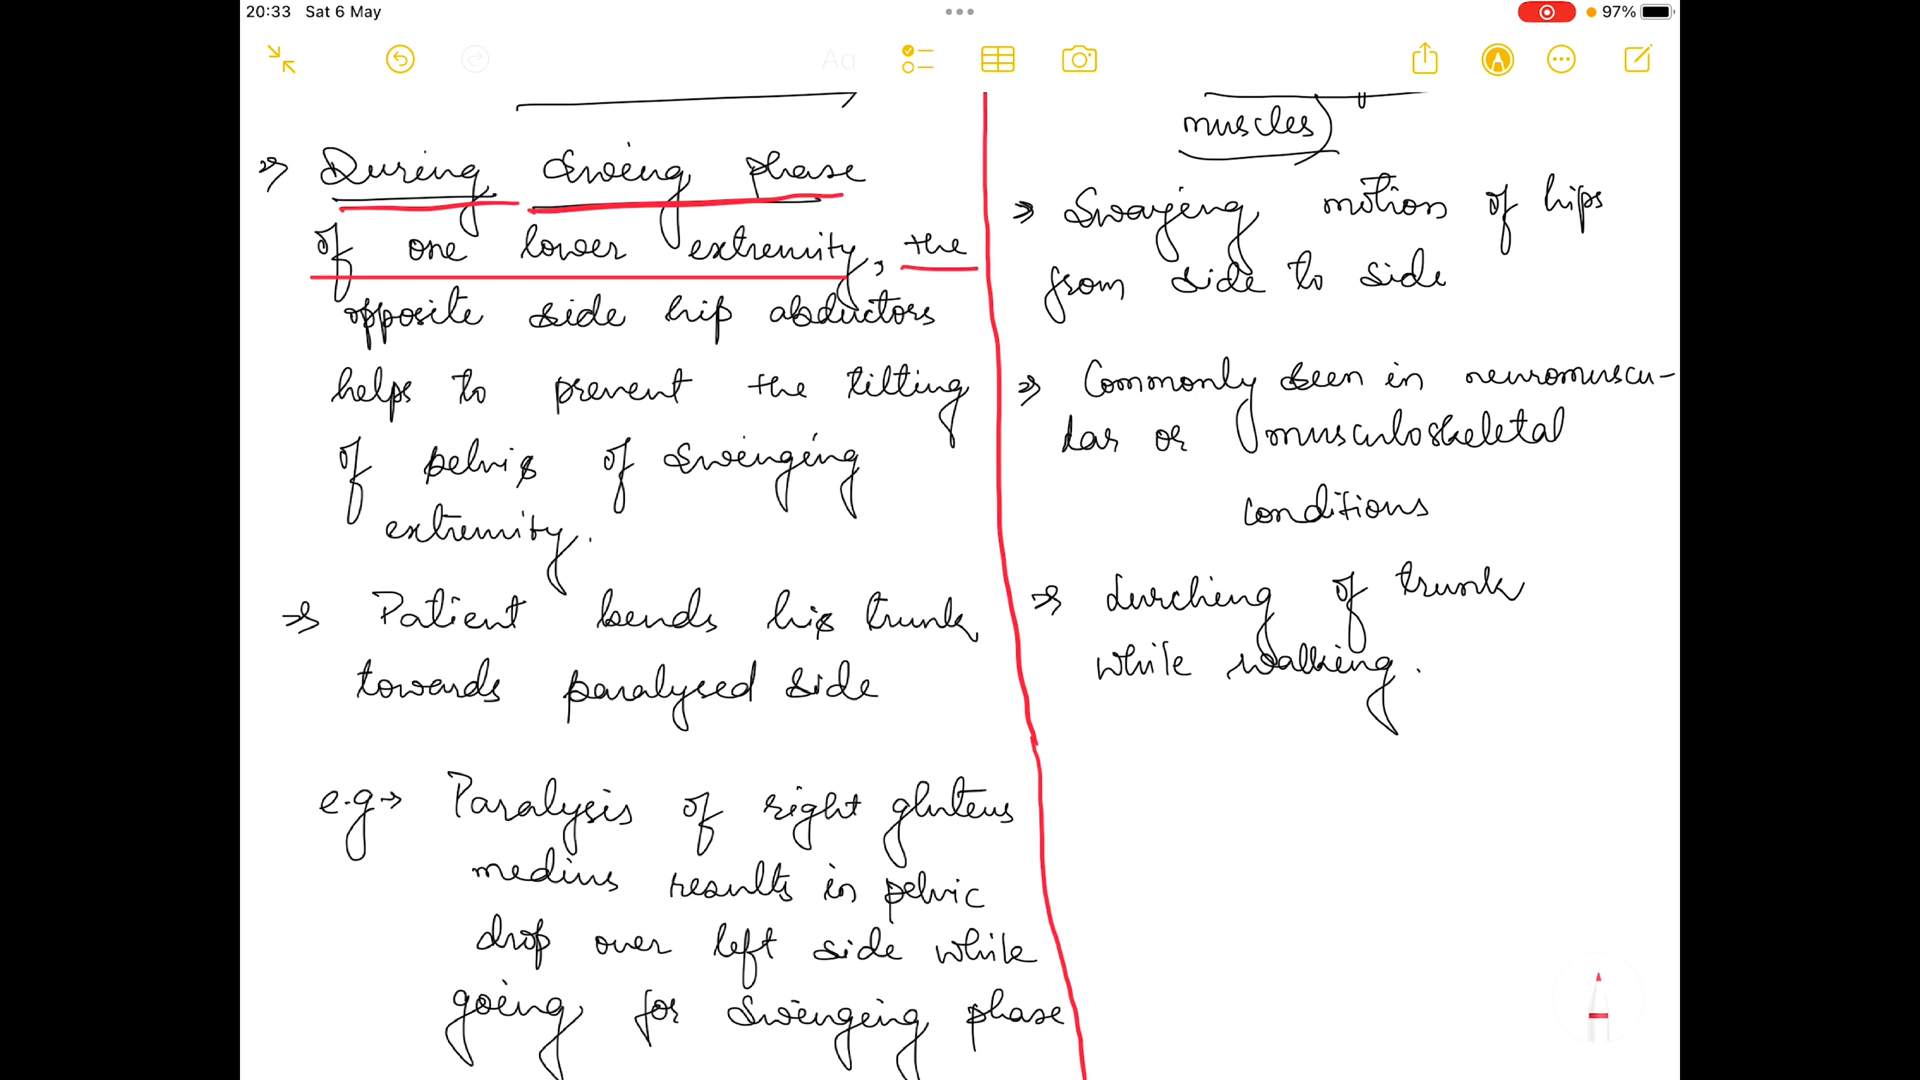 20:33 Sat 6 May
97%
Aa
⇒ During swing phase
of one lower extremity, the
opposite side hip abductors
helps to prevent the tilting
of pelvis of swinging
extremity.
⇒ Patient bends his trunk
towards paralysed side
e.g → Paralysis of right gluteus
medius results in pelvic
drop over left side while
going for swinging phase
muscles)
⇒ Swaying motion of hips
from side to side
⇒ Commonly seen in neuromuscu-
lar or musculoskeletal
conditions
⇒ Lurching of trunk
while walking.